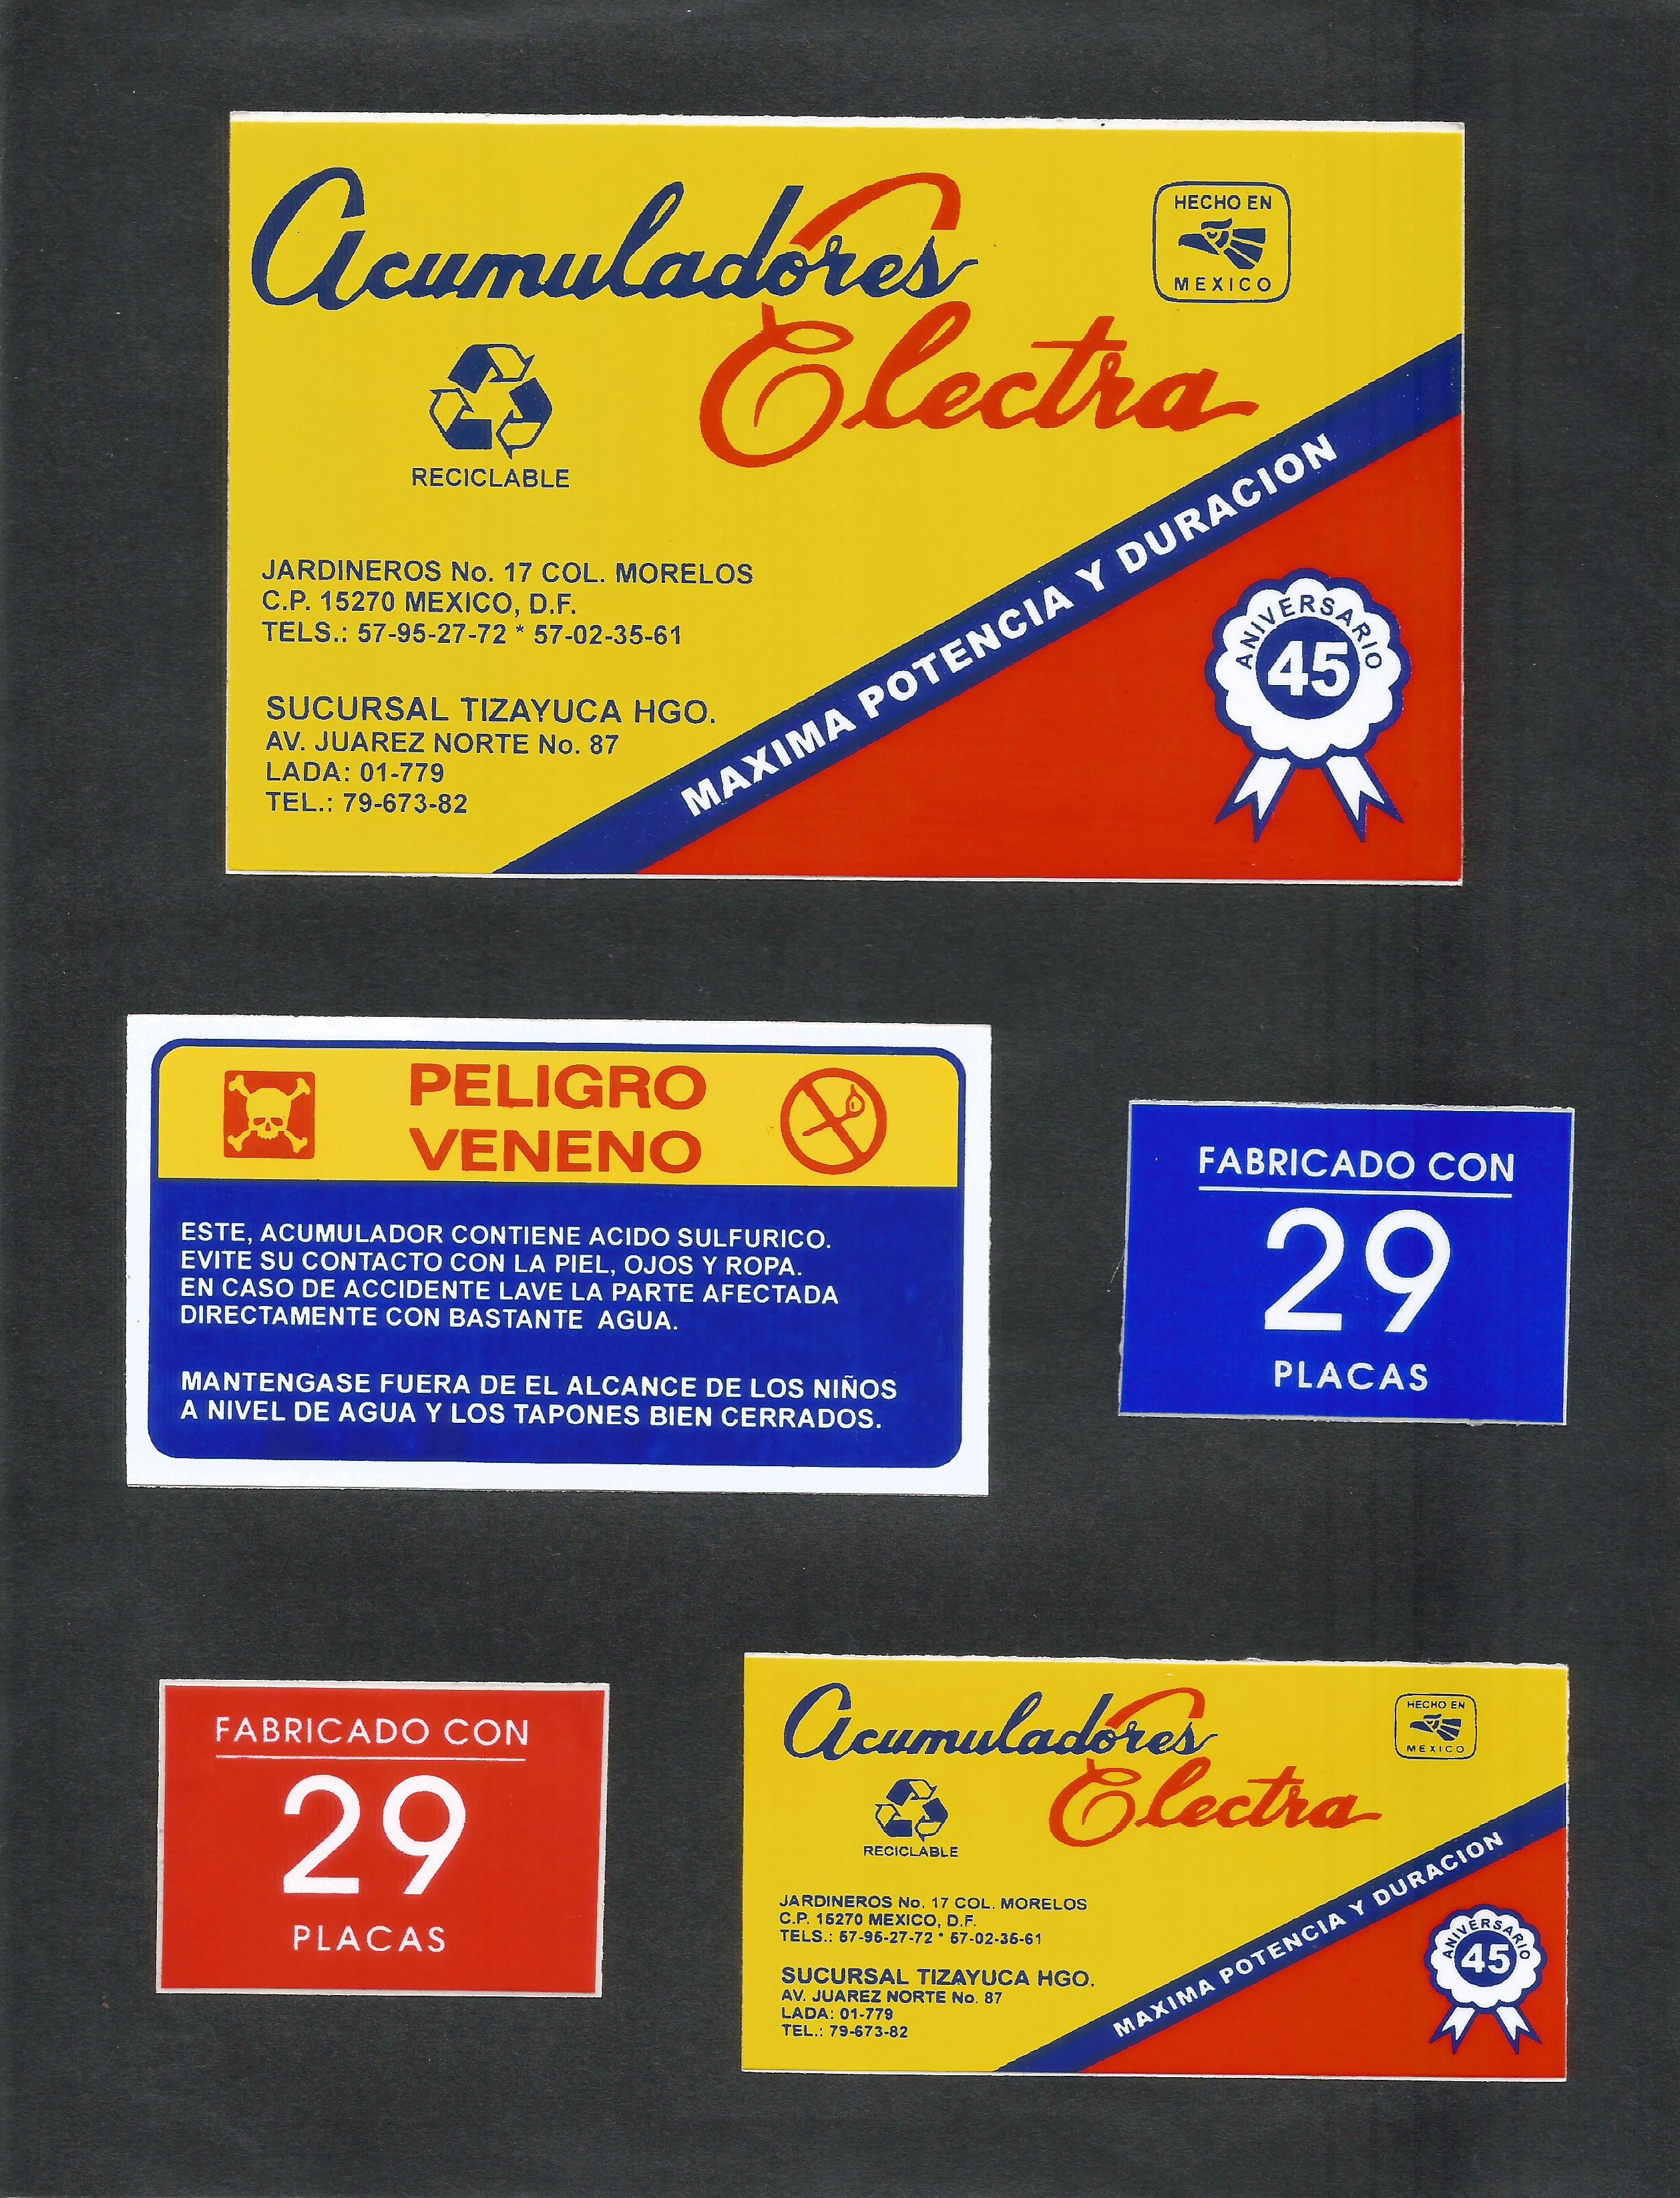 Acumuladores
HECHO EN
MEXICO
Electra
RECICLABLE
MAXIMA POTENCIA Y DURACION
JARDINEROS No. 17 COL. MORELOS
C.P. 15270 MEXICO, D.F.
TELS.: 57-95-27-72 * 57-02-35-61
ANIVERSARIO
45
SUCURSAL TIZAYUCA HGO.
AV. JUAREZ NORTE No. 87
LADA: 01-779
TEL.: 79-673-82
PELIGRO
VENENO
ESTE, ACUMULADOR CONTIENE ACIDO SULFURICO.
EVITE SU CONTACTO CON LA PIEL, OJOS Y ROPA.
EN CASO DE ACCIDENTE LAVE LA PARTE AFECTADA
DIRECTAMENTE CON BASTANTE AGUA.
MANTENGASE FUERA DE EL ALCANCE DE LOS NIÑOS
A NIVEL DE AGUA Y LOS TAPONES BIEN CERRADOS.
FABRICADO CON
29
PLACAS
FABRICADO CON
29
PLACAS
Acumuladores
HECHO EN
MEXICO
Electra
RECICLABLE
MAXIMA POTENCIA Y DURACION
JARDINEROS No. 17 COL. MORELOS
C.P. 15270 MEXICO, D.F.
TELS.: 57-95-27-72 * 57-02-35-61
ANIVERSARIO
45
SUCURSAL TIZAYUCA HGO.
AV. JUAREZ NORTE No. 87
LADA: 01-779
TEL.: 79-673-82